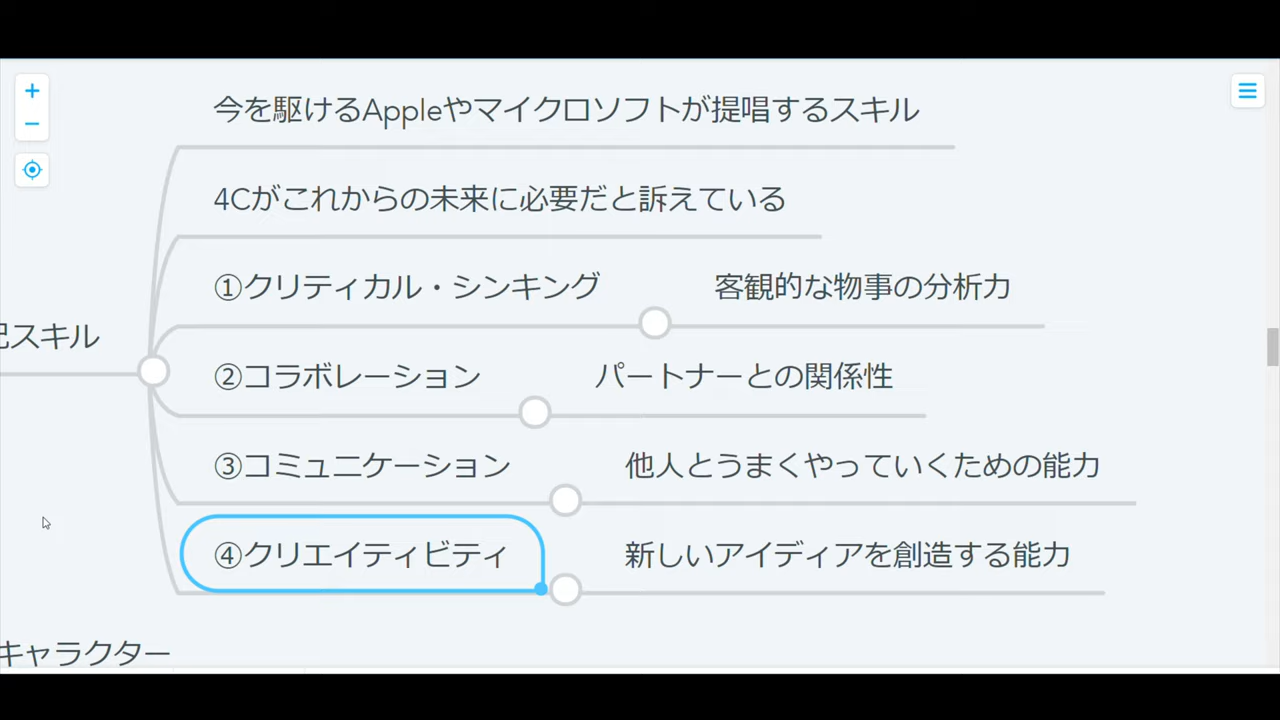 今を駆けるAppleやマイクロソフトが提唱するスキル
4Cがこれからの未来に必要だと訴えている
①クリティカル・シンキング 客観的な物事の分析力
スキル
②コラボレーション パートナーとの関係性
③コミュニケーション 他人とうまくやっていくための能力
④クリエイティビティ 新しいアイディアを創造する能力
キャラクター